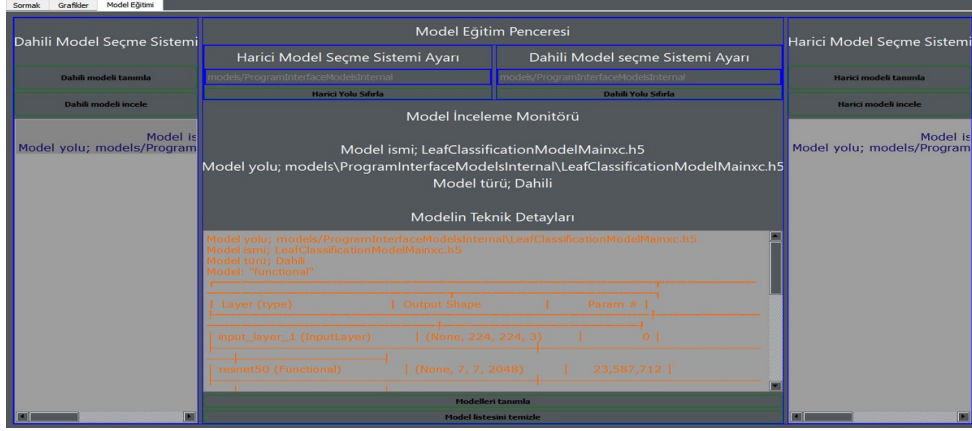 Sormak Grafikler Model Eğitimi
Dahili Model Seçme Sistemi
Dahili modeli tanımla
Dahili modeli incele
Model is
Model yolu; models/Program
Model Eğitim Penceresi
Harici Model Seçme Sistemi Ayarı
Dahili Model seçme Sistemi Ayarı
models/ProgramInterfaceModelsInternal
models/ProgramInterfaceModelsInternal
Harici Yolu Sıfırla
Dahili Yolu Sıfırla
Model İnceleme Monitörü
Model ismi; LeafClassificationModelMainxc.h5
Model yolu; models\ProgramInterfaceModelsInternal\LeafClassificationModelMainxc.h5
Model türü; Dahili
Modelin Teknik Detayları
Model yolu; models/ProgramInterfaceModelsInternal\LeafClassificationModelMainxc.h5
Model ismi; LeafClassificationModelMainxc.h5
Model türü; Dahili
Model: "functional"
| Layer (type) | Output Shape | Param # |
| input_layer_1 (InputLayer) | (None, 224, 224, 3) | 0 |
| resnet50 (Functional) | (None, 7, 7, 2048) | 23,587,712 |
Modelleri tanımla
Model listesini temizle
Harici Model Seçme Sistemi
Harici modeli tanımla
Harici modeli incele
Model is
Model yolu; models/Program